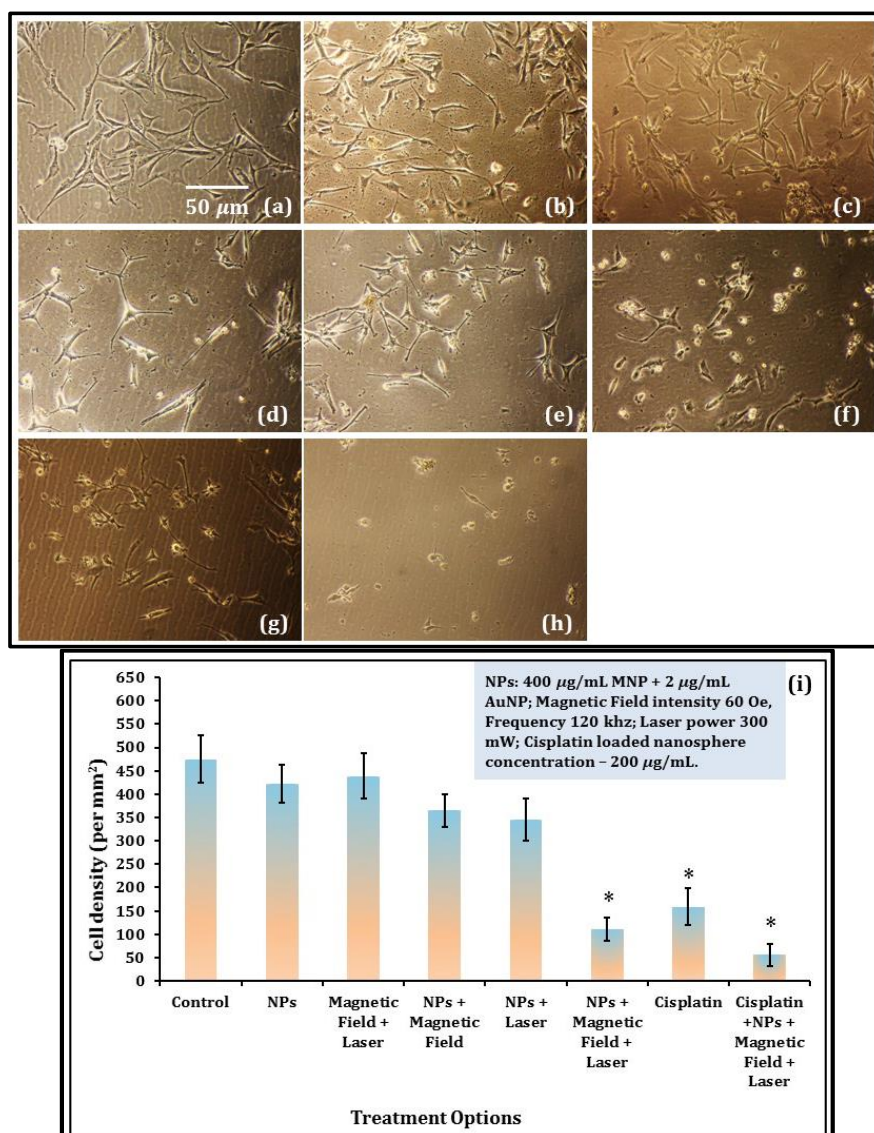 50 μm
(a)
(b)
(c)
(d)
(e)
(f)
(g)
(h)
(i)
NPs: 400 μg/mL MNP + 2 μg/mL
AuNP; Magnetic Field intensity 60 Oe,
Frequency 120 khz; Laser power 300
mW; Cisplatin loaded nanosphere
concentration – 200 μg/mL.
Cell density (per mm²)
650
600
550
500
450
400
350
300
250
200
150
100
50
0
*
*
*
Control
NPs
Magnetic
Field +
Laser
NPs +
Magnetic
Field
NPs +
Laser
NPs +
Magnetic
Field +
Laser
Cisplatin
Cisplatin
+NPs +
Magnetic
Field +
Laser
Treatment Options